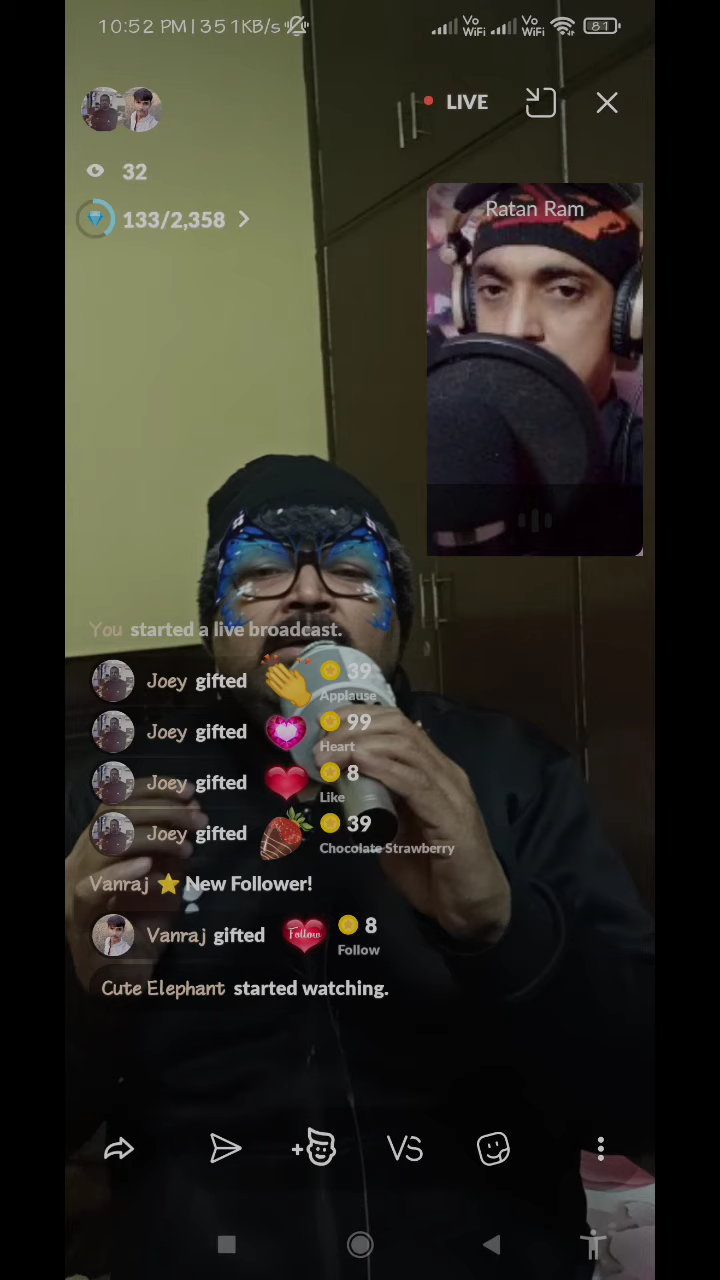 10:52 PM | 35 1KB/s
Vo WiFi Vo WiFi 81
LIVE
32
133/2,358
Ratan Ram
You started a live broadcast.
Joey gifted 39
Applause
Joey gifted 99
Heart
Joey gifted 8
Like
Joey gifted 39
Chocolate Strawberry
Vanraj ⭐ New Follower!
Vanraj gifted Follow 8
Follow
Cute Elephant started watching.
VS